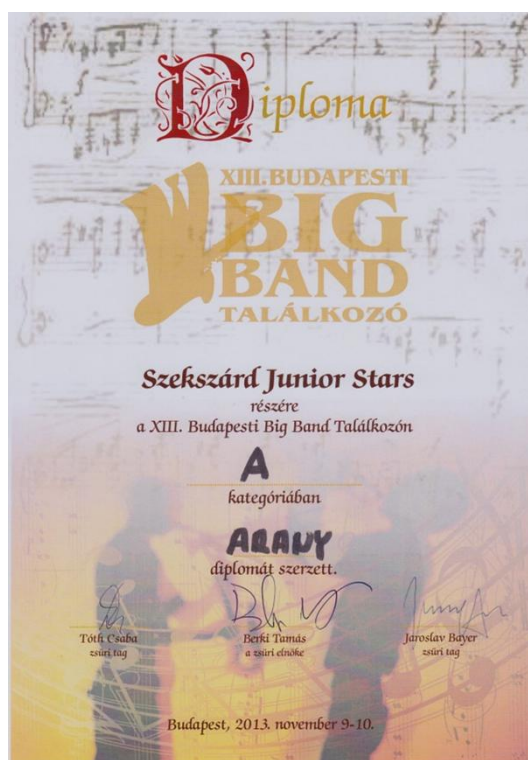 Diploma
XIII. BUDAPESTI
BIG
BAND
TALÁLKOZÓ
Szekszárd Junior Stars
részére
a XIII. Budapesti Big Band Találkozón
A
kategóriában
ARANY
diplomát szerzett.
Tóth Csaba
zsűri tag
Berki Tamás
a zsűri elnöke
Jaroslav Bayer
zsűri tag
Budapest, 2013. november 9-10.